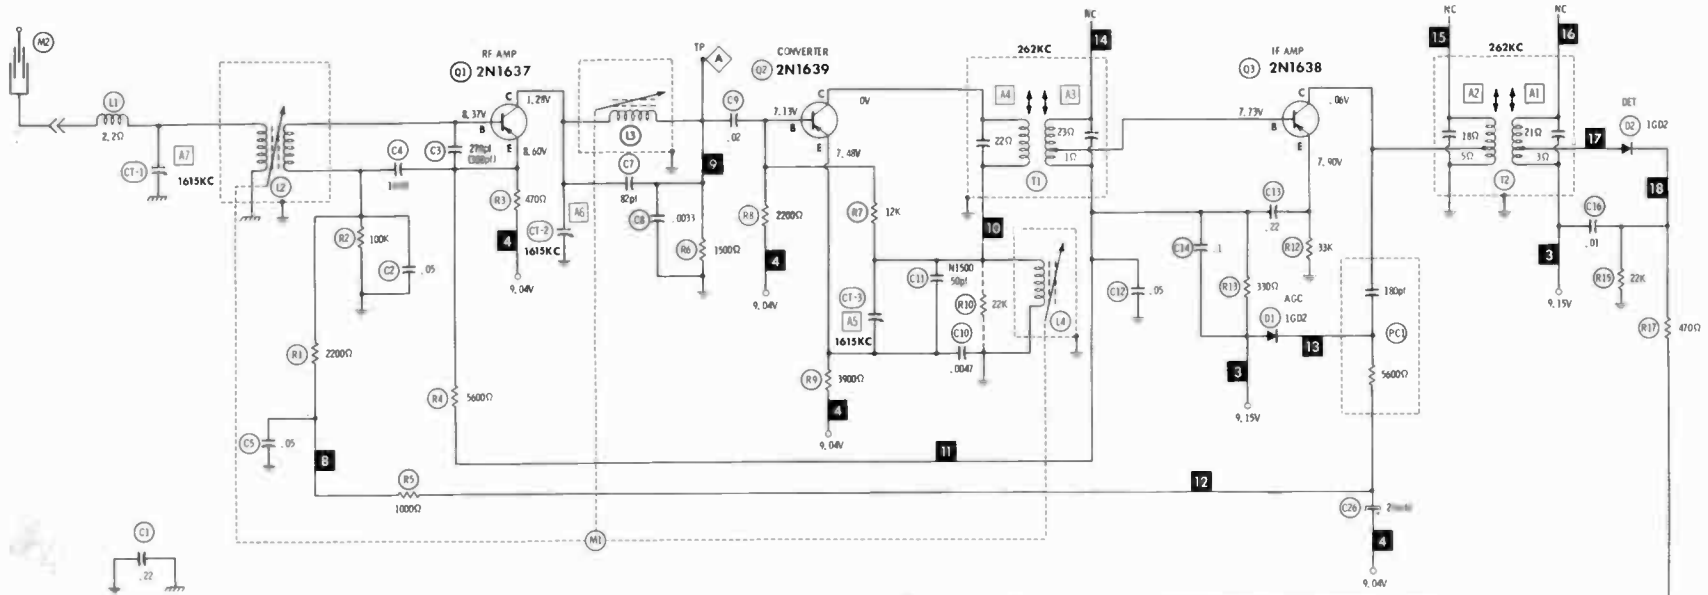 M2
L1
2.2Ω
CT-1
A7
1615KC
L2
RF AMP
Q1 2N1637
C
B
E
1.28V
8.37V
8.60V
C3
C4
R3
470Ω
4
9.04V
R2
100K
C2
.05
R1
2200Ω
R4
5600Ω
C5
.05
8
R5
1000Ω
C1
.22
L3
C7
82pf
CT-2
A6
1615KC
C8
.0033
R6
1500Ω
9
TP
A
C9
.02
CONVERTER
Q2 2N1639
C
B
E
0V
7.13V
7.48V
R8
2200Ω
4
9.04V
R7
12K
CT-3
A5
1615KC
R9
3900Ω
4
9.04V
C11
N1500
50pf
R10
22K
C10
.0047
L4
10
262KC
A4
A3
22Ω
23Ω
1Ω
T1
NC
14
C12
.05
11
12
M1
IF AMP
Q3 2N1638
C
B
E
.06V
7.73V
7.90V
C13
.22
R12
33K
C14
.1
R13
330Ω
AGC
D1 1GD2
13
3
9.15V
180pf
PC1
5600Ω
C26
4
9.04V
NC
15
NC
16
262KC
A2
A1
18Ω
21Ω
5Ω
3Ω
T2
DET
D2 1GD2
17
18
C16
.01
3
9.15V
R15
22K
R17
470Ω